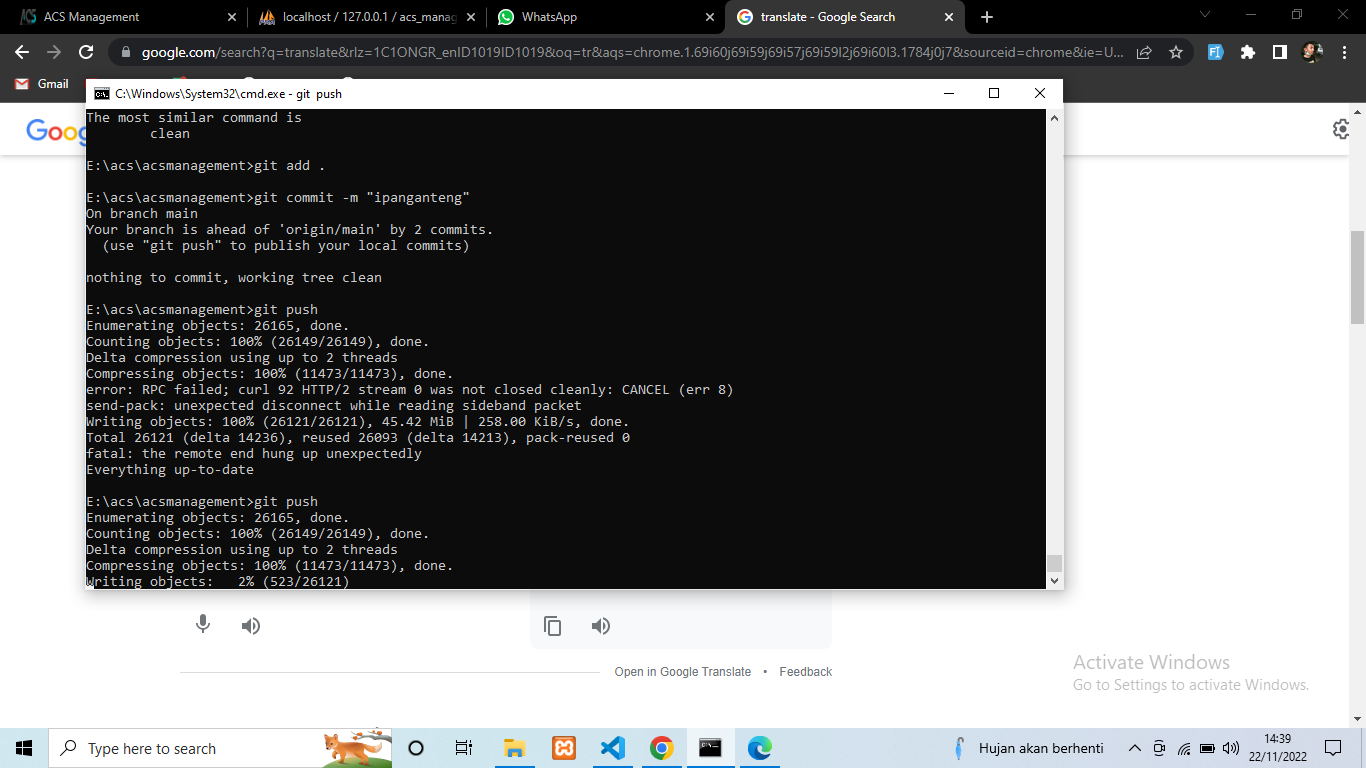 ACS Management
localhost / 127.0.0.1 / acs_manag
WhatsApp
translate - Google Search
google.com/search?q=translate&rlz=1C1ONGR_enID1019ID1019&oq=tr&aqs=chrome.1.69i60j69i59j69i57j69i59l2j69i60l3.1784j0j7&sourceid=chrome&ie=U...
Gmail
C:\Windows\System32\cmd.exe - git push
The most similar command is
clean
E:\acs\acsmanagement>git add .
E:\acs\acsmanagement>git commit -m "ipanganteng"
On branch main
Your branch is ahead of 'origin/main' by 2 commits.
(use "git push" to publish your local commits)
nothing to commit, working tree clean
E:\acs\acsmanagement>git push
Enumerating objects: 26165, done.
Counting objects: 100% (26149/26149), done.
Delta compression using up to 2 threads
Compressing objects: 100% (11473/11473), done.
error: RPC failed; curl 92 HTTP/2 stream 0 was not closed cleanly: CANCEL (err 8)
send-pack: unexpected disconnect while reading sideband packet
Writing objects: 100% (26121/26121), 45.42 MiB | 258.00 KiB/s, done.
Total 26121 (delta 14236), reused 26093 (delta 14213), pack-reused 0
fatal: the remote end hung up unexpectedly
Everything up-to-date
E:\acs\acsmanagement>git push
Enumerating objects: 26165, done.
Counting objects: 100% (26149/26149), done.
Delta compression using up to 2 threads
Compressing objects: 100% (11473/11473), done.
Writing objects: 2% (523/26121)
Open in Google Translate • Feedback
Activate Windows
Go to Settings to activate Windows.
Type here to search
Hujan akan berhenti
14:39
22/11/2022